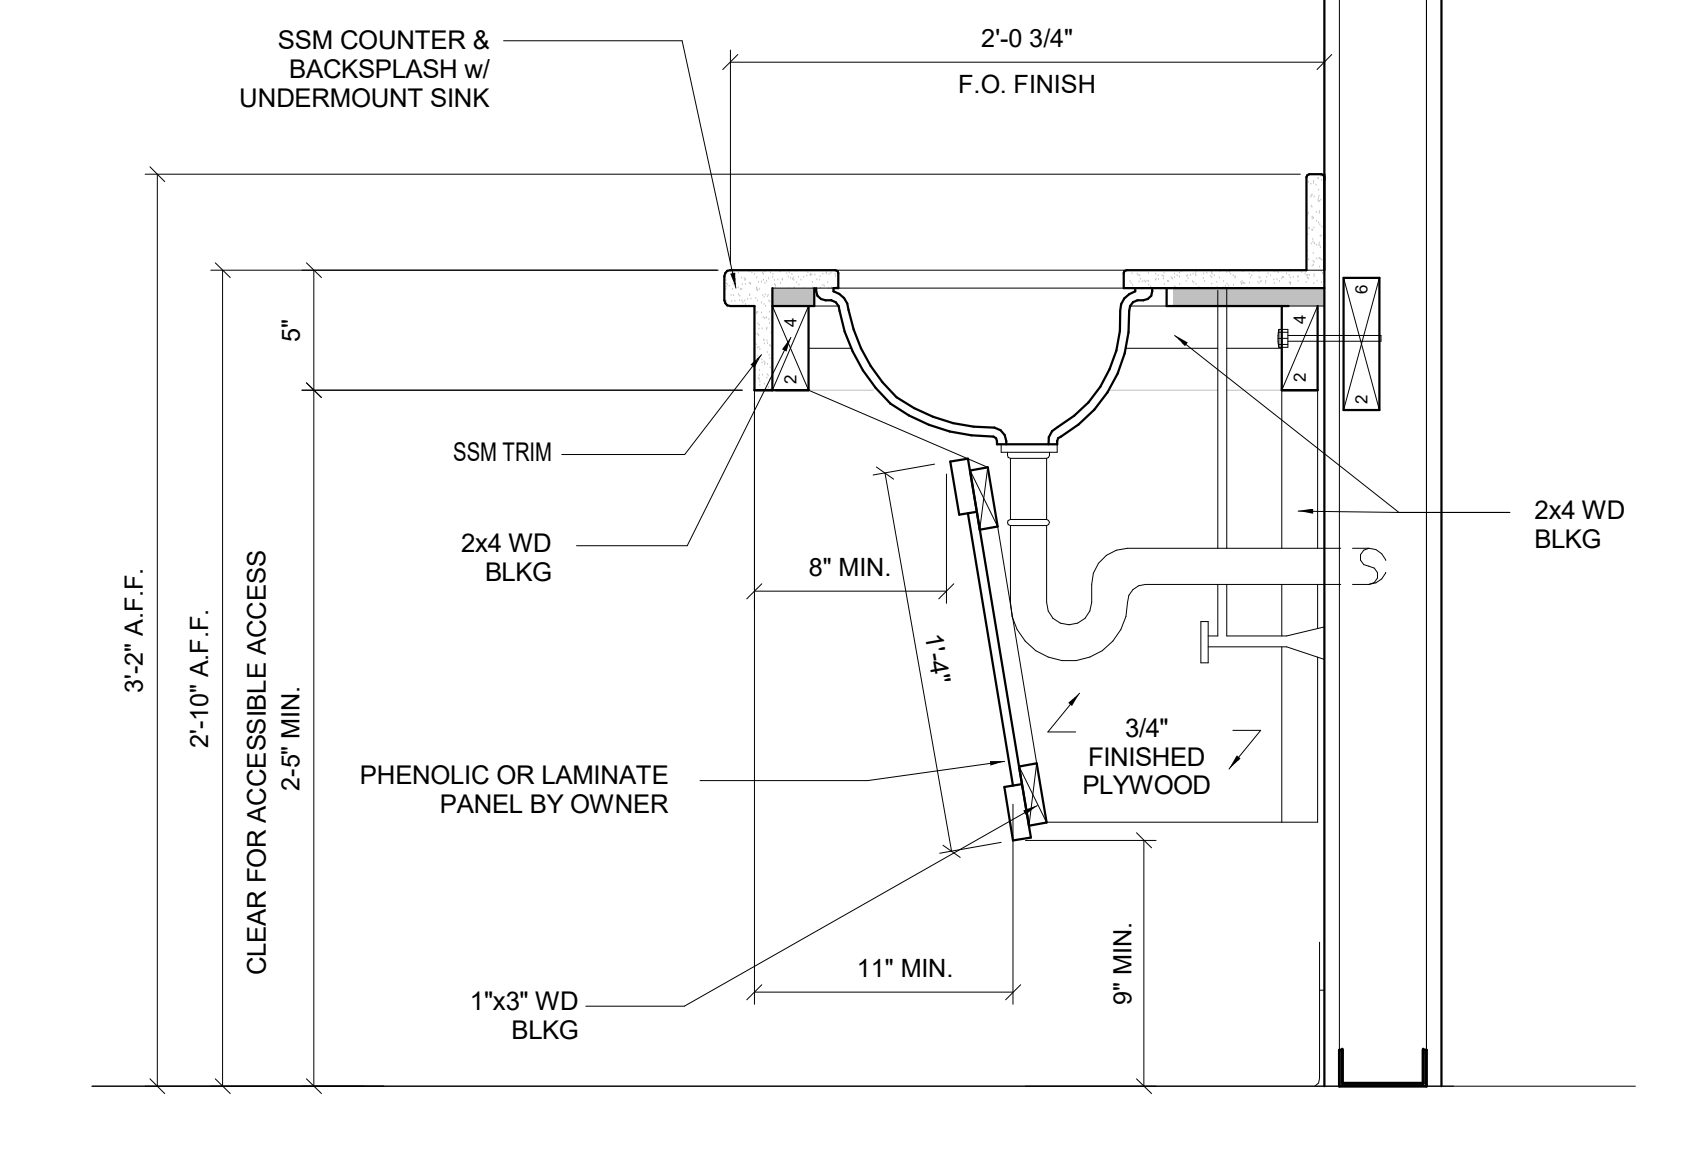 SSM COUNTER &
BACKSPLASH w/
UNDERMOUNT SINK
2'-0 3/4"
F.O. FINISH
3'-2" A.F.F.
2'-10" A.F.F.
CLEAR FOR ACCESSIBLE ACCESS
2-5" MIN.
5"
4
2
4
2
6
2
SSM TRIM
2x4 WD
BLKG
2x4 WD
BLKG
8" MIN.
1'-4"
3/4"
FINISHED
PLYWOOD
PHENOLIC OR LAMINATE
PANEL BY OWNER
11" MIN.
9" MIN.
1"x3" WD
BLKG